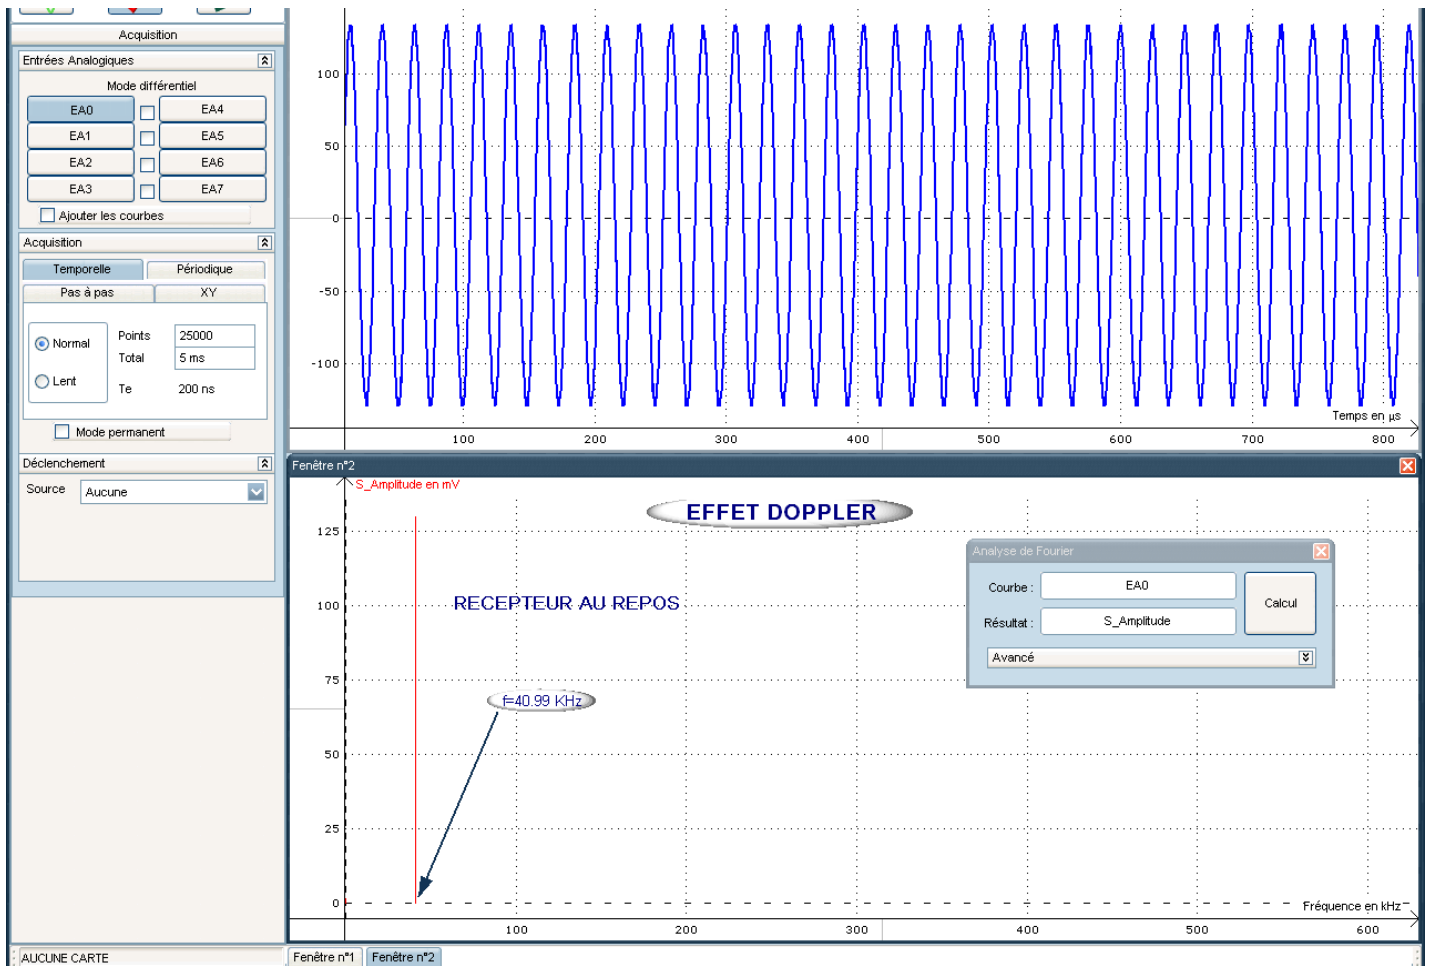 Acquisition
Entrées Analogiques
Mode différentiel
EA0 EA4
EA1 EA5
EA2 EA6
EA3 EA7
Ajouter les courbes
Acquisition
Temporelle Périodique
Pas à pas XY
Normal
Lent
Points 25000
Total 5 ms
Te 200 ns
Mode permanent
Déclenchement
Source Aucune
100
50
0
-50
-100
Temps en µs
100 200 300 400 500 600 700 800
Fenêtre n°2
S_Amplitude en mV
EFFET DOPPLER
125
Analyse de Fourier
Courbe : EA0
Calcul
Résultat : S_Amplitude
Avancé
100
RECEPTEUR AU REPOS
75
f=40.99 KHz
50
25
0
Fréquence en kHz
100 200 300 400 500 600
AUCUNE CARTE
Fenêtre n°1 Fenêtre n°2